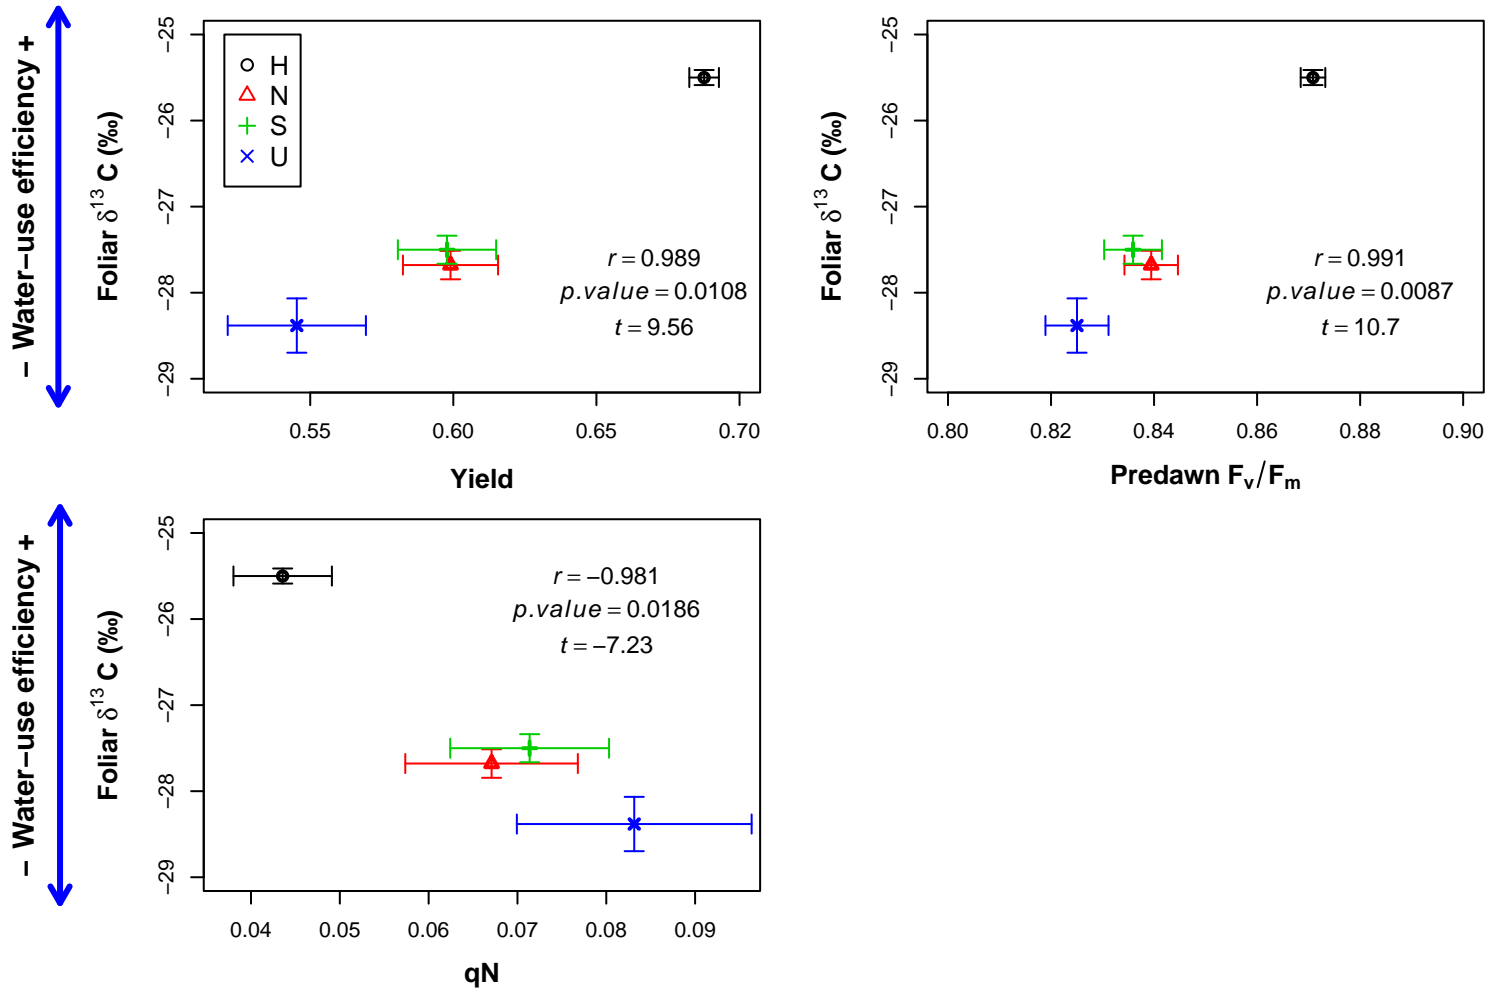 − Water−use efficiency +
Foliar δ¹³ C (‰)
−25
−26
−27
−28
−29
H
N
S
U
r = 0.989
p.value = 0.0108
t = 9.56
0.55 0.60 0.65 0.70
Yield
Foliar δ¹³ C (‰)
−25
−26
−27
−28
−29
r = 0.991
p.value = 0.0087
t = 10.7
0.80 0.82 0.84 0.86 0.88 0.90
Predawn Fᵥ/Fₘ
− Water−use efficiency +
Foliar δ¹³ C (‰)
−25
−26
−27
−28
−29
r = −0.981
p.value = 0.0186
t = −7.23
0.04 0.05 0.06 0.07 0.08 0.09
qN